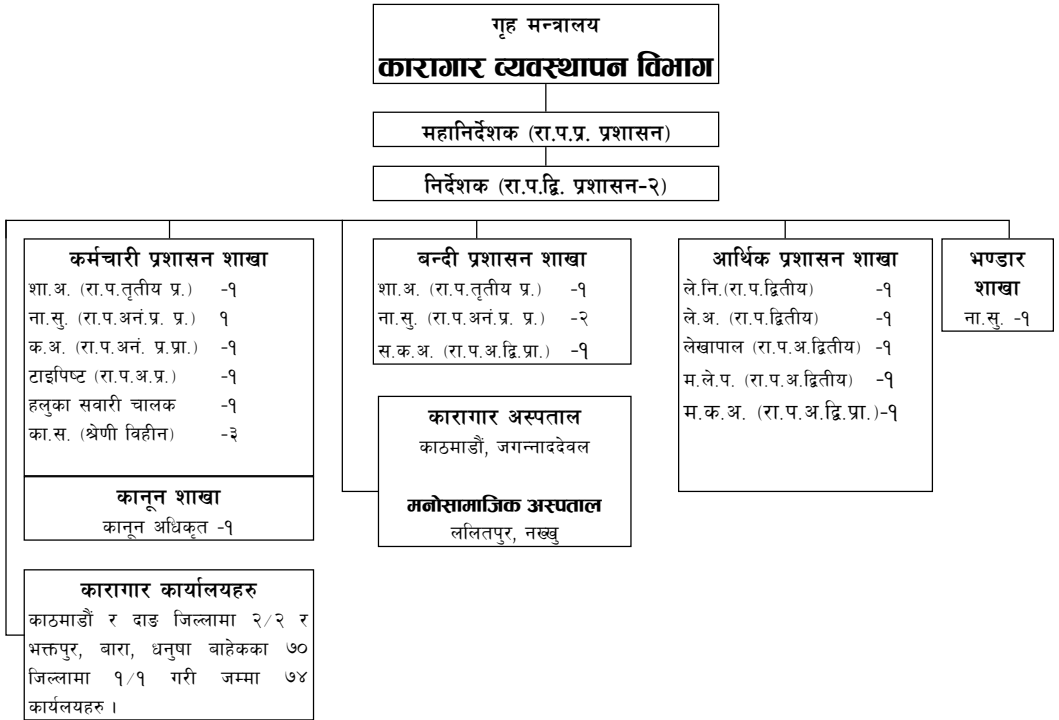 गृह मन्त्रालय
कारागार व्यवस्थापन विभाग
महानिर्देशक (रा.प.प्र. प्रशासन)
निर्देशक (रा.प.द्वि. प्रशासन-२)
कर्मचारी प्रशासन शाखा
शा.अ. (रा.प.तृतीय प्र.) -१
ना.सु. (रा.प.अनं.प्र. प्र.) १
क.अ. (रा.प.अनं. प्र.प्रा.) -१
टाइपिष्ट (रा.प.अ.प्र.) -१
हलुका सवारी चालक -१
का.स. (श्रेणी विहीन) -३
कानून शाखा
कानून अधिकृत -१
कारागार कार्यालयहरु
काठमाडौं र दाङ जिल्लामा २/२ र
भक्तपुर, बारा, धनुषा बाहेकका ७०
जिल्लामा १/१ गरी जम्मा ७४
कार्यलयहरु ।
बन्दी प्रशासन शाखा
शा.अ. (रा.प.तृतीय प्र.) -१
ना.सु. (रा.प.अनं.प्र. प्र.) -२
स.क.अ. (रा.प.अ.द्वि.प्रा.) -१
कारागार अस्पताल
काठमाडौं, जगन्नाददेवल
मनोसामाजिक अस्पताल
ललितपुर, नख्खु
आर्थिक प्रशासन शाखा
ले.नि.(रा.प.द्वितीय) -१
ले.अ. (रा.प.द्वितीय) -१
लेखापाल (रा.प.अ.द्वितीय) -१
म.ले.प. (रा.प.अ.द्वितीय) -१
म.क.अ. (रा.प.अ.द्वि.प्रा.)-१
भण्डार
शाखा
ना.सु. -१